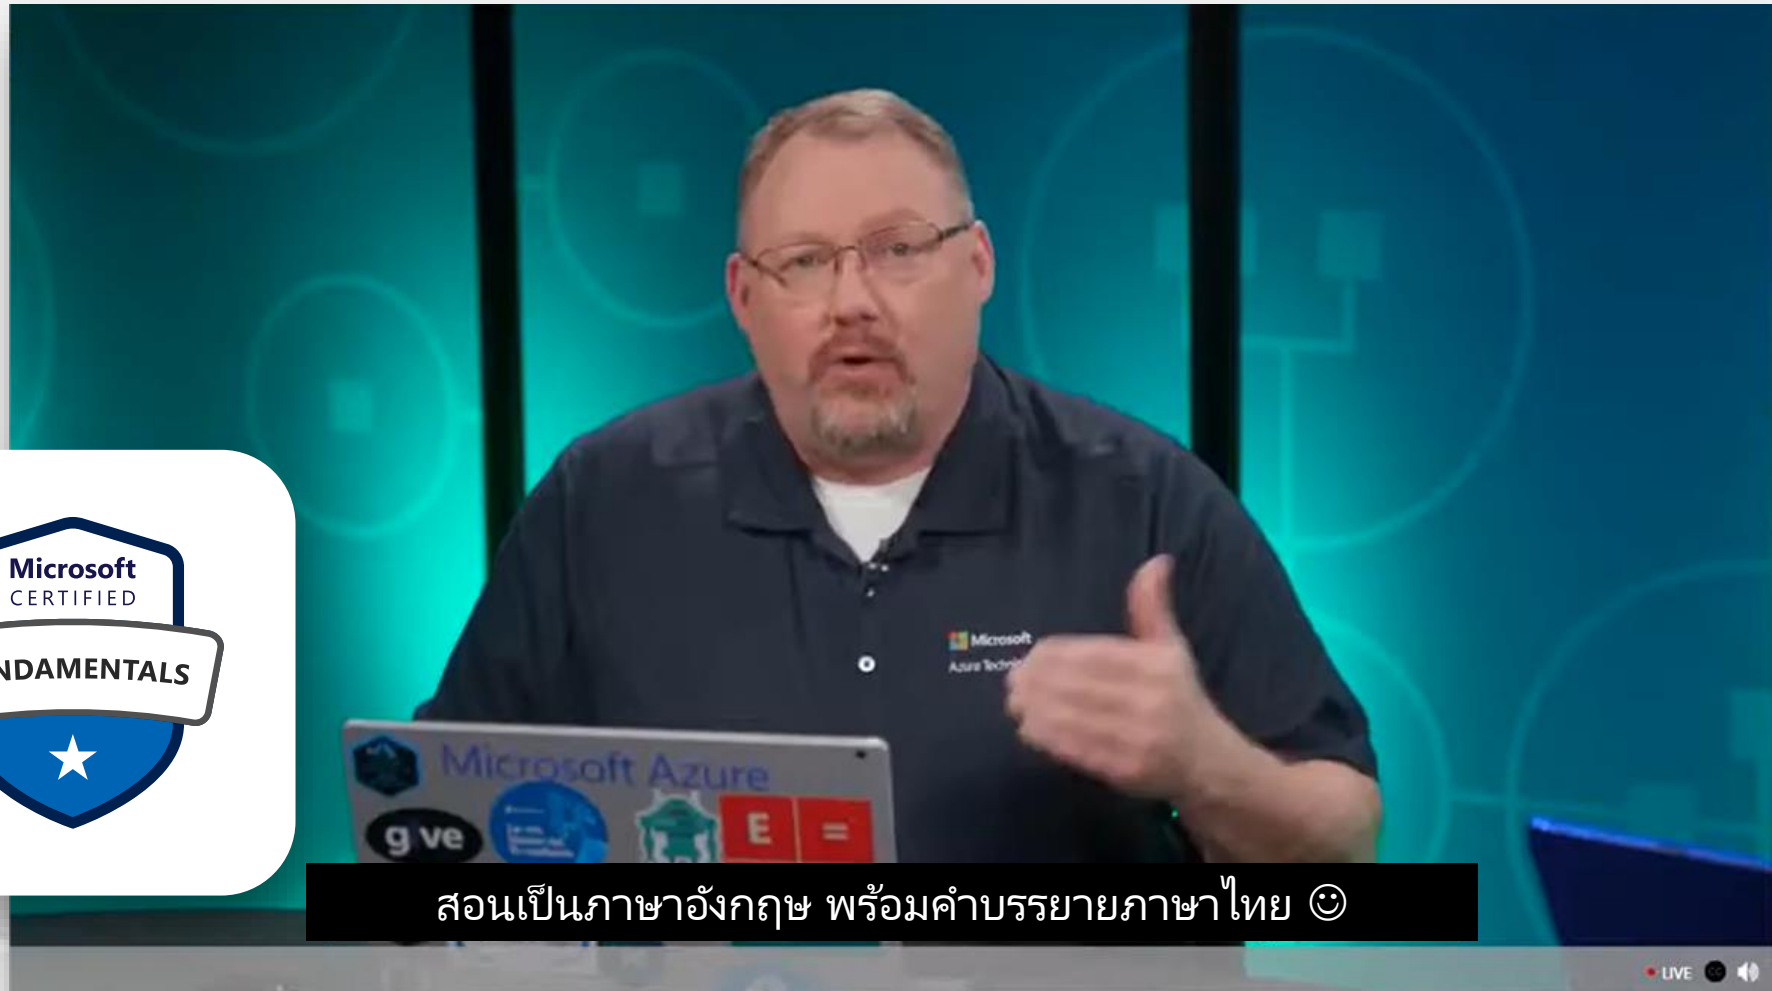 Microsoft
CERTIFIED
NDAMENTALS
Microsoft
Microsoft Azure
E =
สอนเป็นภาษาอังกฤษ พร้อมคำบรรยายภาษาไทย ☺
LIVE